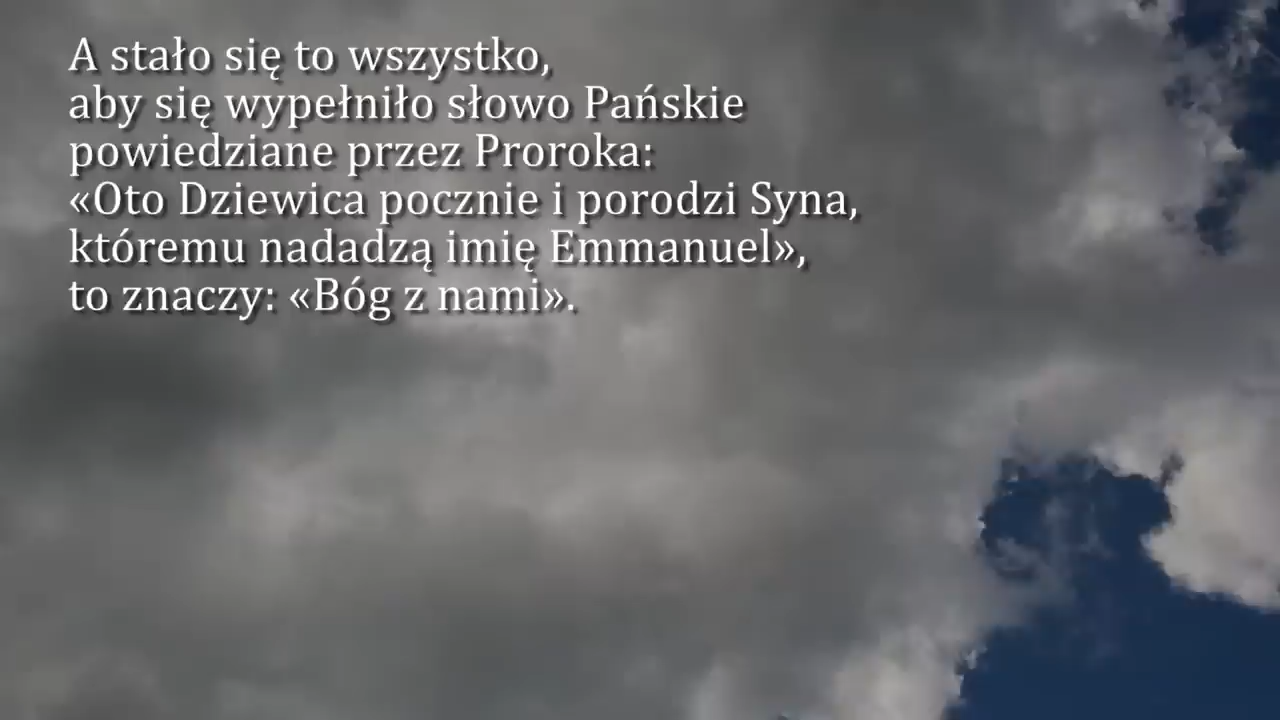 A stało się to wszystko,
aby się wypełniło słowo Pańskie
powiedziane przez Proroka:
«Oto Dziewica pocznie i porodzi Syna,
któremu nadadzą imię Emmanuel»,
to znaczy: «Bóg z nami».